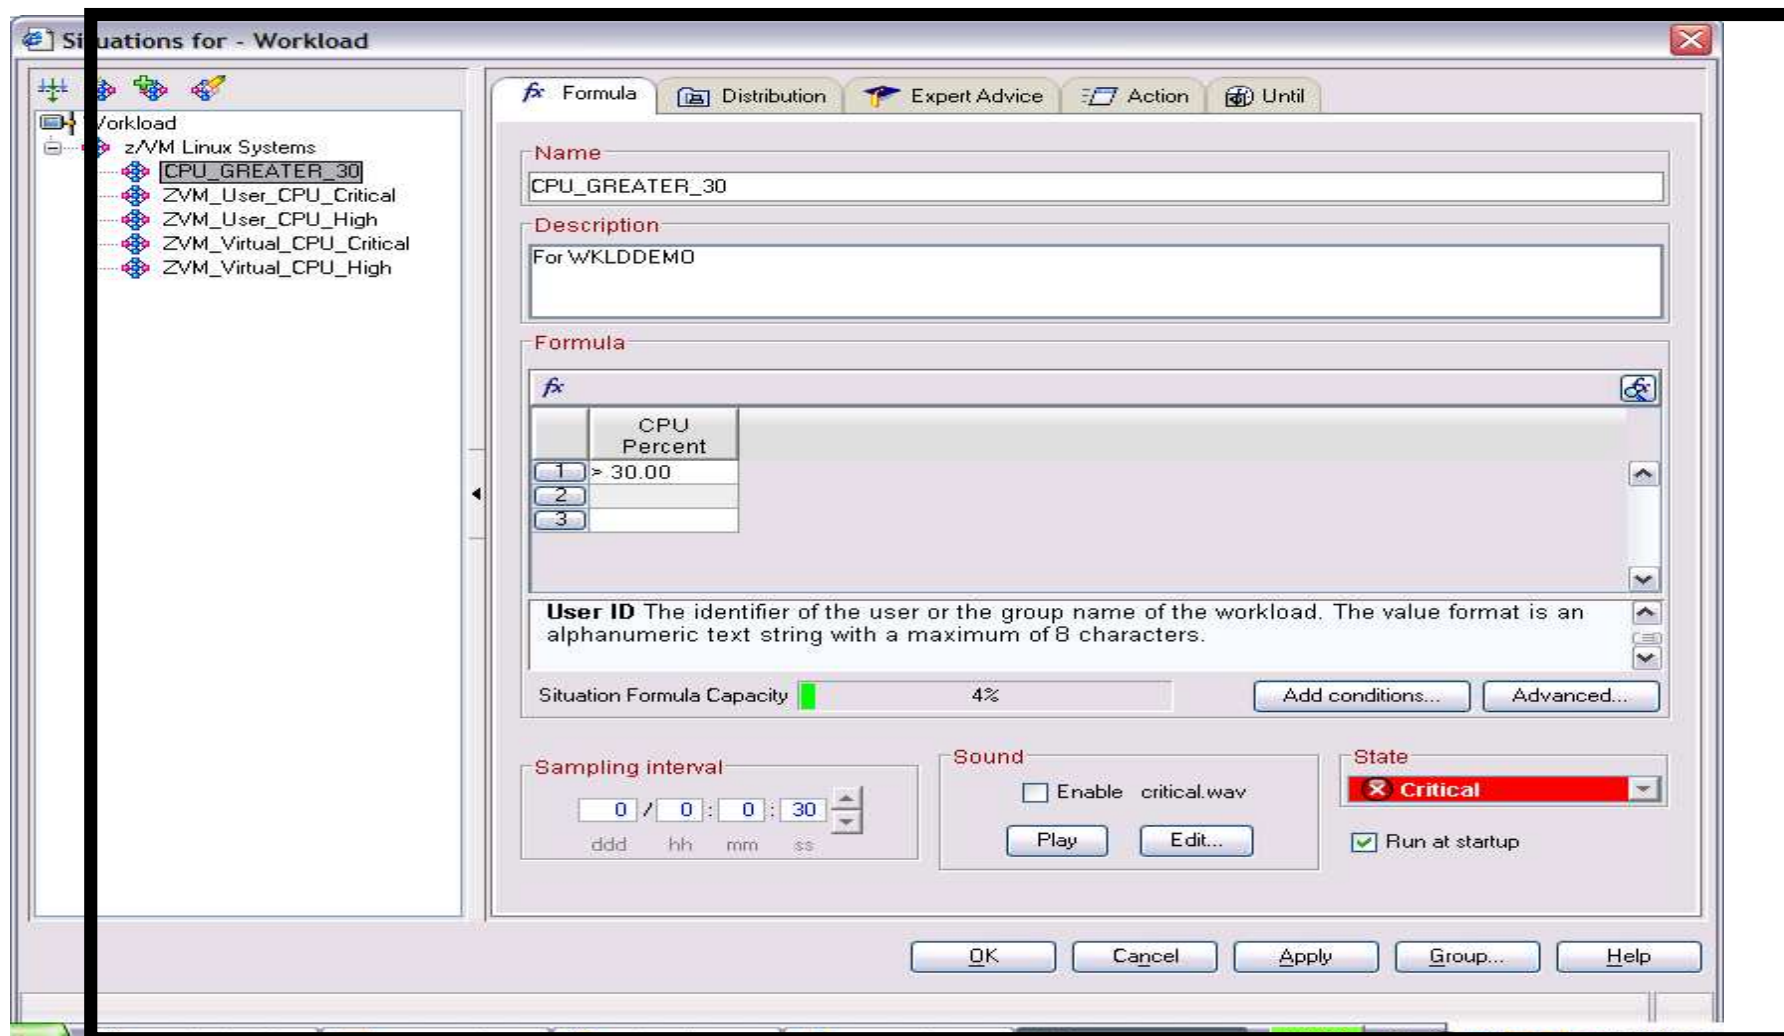 Situations for - Workload
Workload
z/VM Linux Systems
CPU_GREATER_30
ZVM_User_CPU_Critical
ZVM_User_CPU_High
ZVM_Virtual_CPU_Critical
ZVM_Virtual_CPU_High
fx Formula Distribution Expert Advice Action Until
Name
CPU_GREATER_30
Description
For WKLDDEMO
Formula
fx
CPU
Percent
1 > 30.00
2
3
User ID The identifier of the user or the group name of the workload. The value format is an
alphanumeric text string with a maximum of 8 characters.
Situation Formula Capacity 4% Add conditions... Advanced...
Sampling interval
0 / 0 : 0 : 30
ddd hh mm ss
Sound
Enable critical.wav
Play Edit...
State
Critical
Run at startup
OK Cancel Apply Group... Help